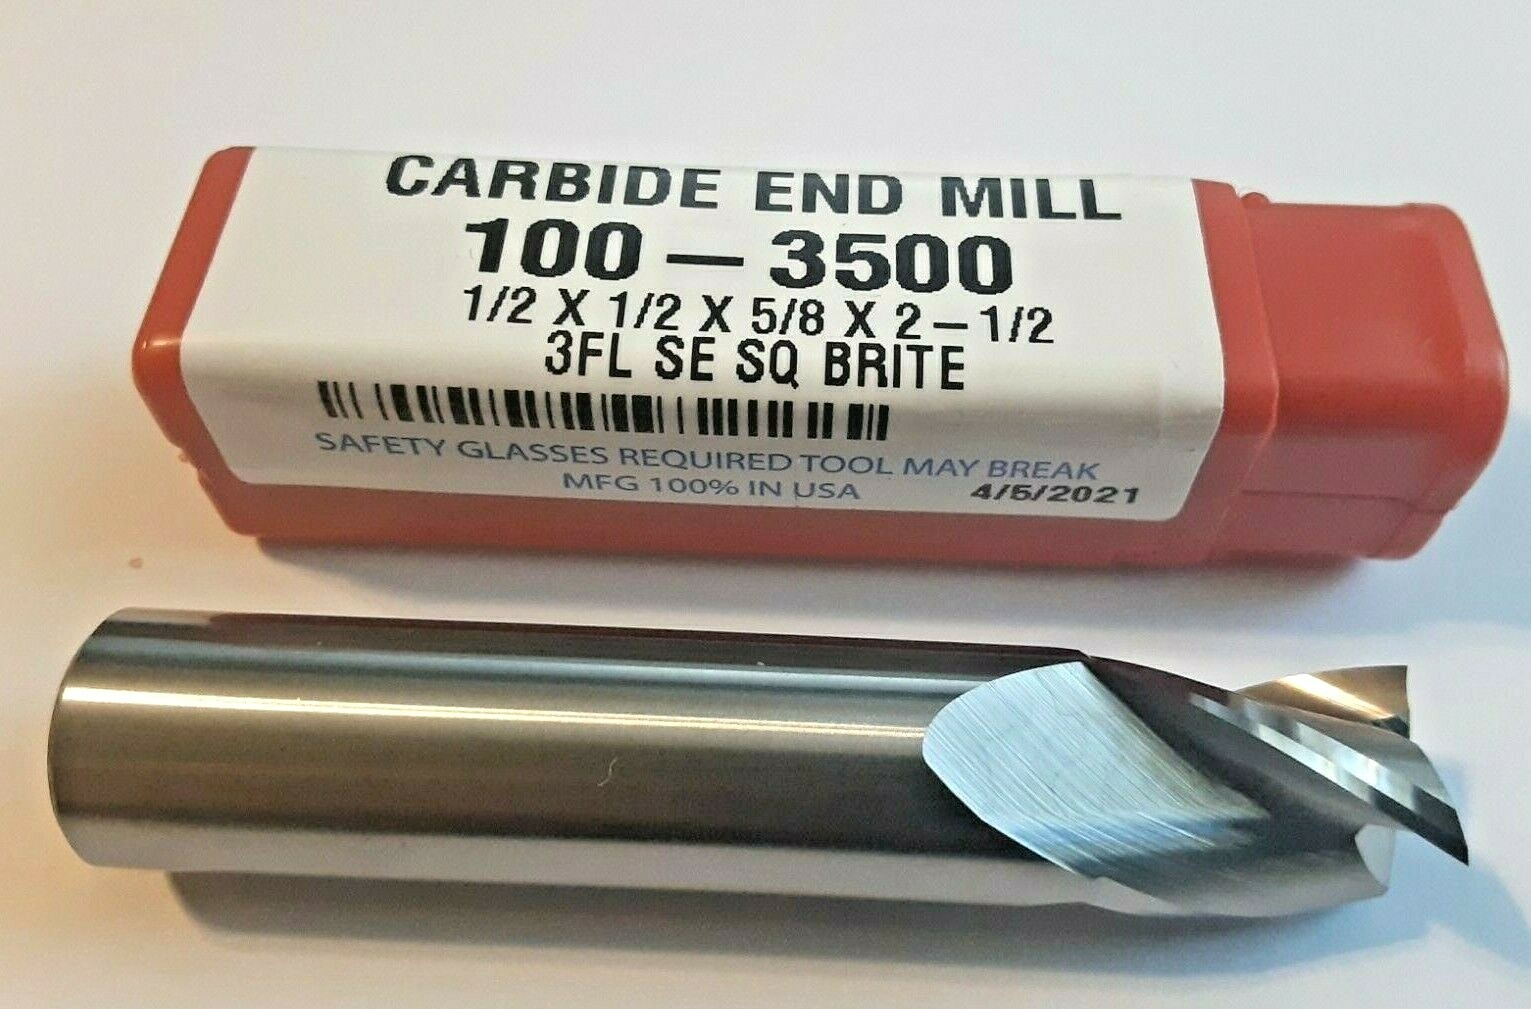 CARBIDE END MILL
100-3500
1/2 X 1/2 X 5/8 X 2-1/2
3FL SE SQ BRITE
SAFETY GLASSES REQUIRED TOOL MAY BREAK
MFG 100% IN USA 4/5/2021